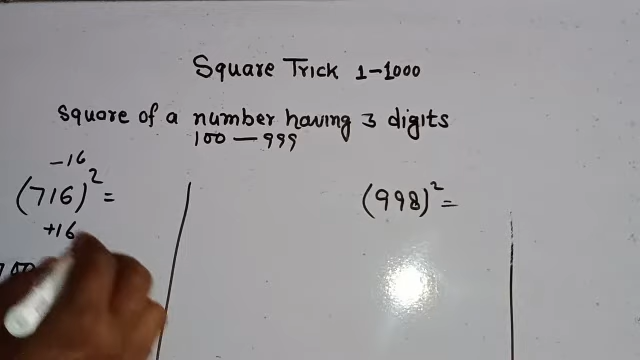 Square Trick 1-1000
Square of a number having 3 digits
100 — 999
-16
(716)² =
+16
(998)² =